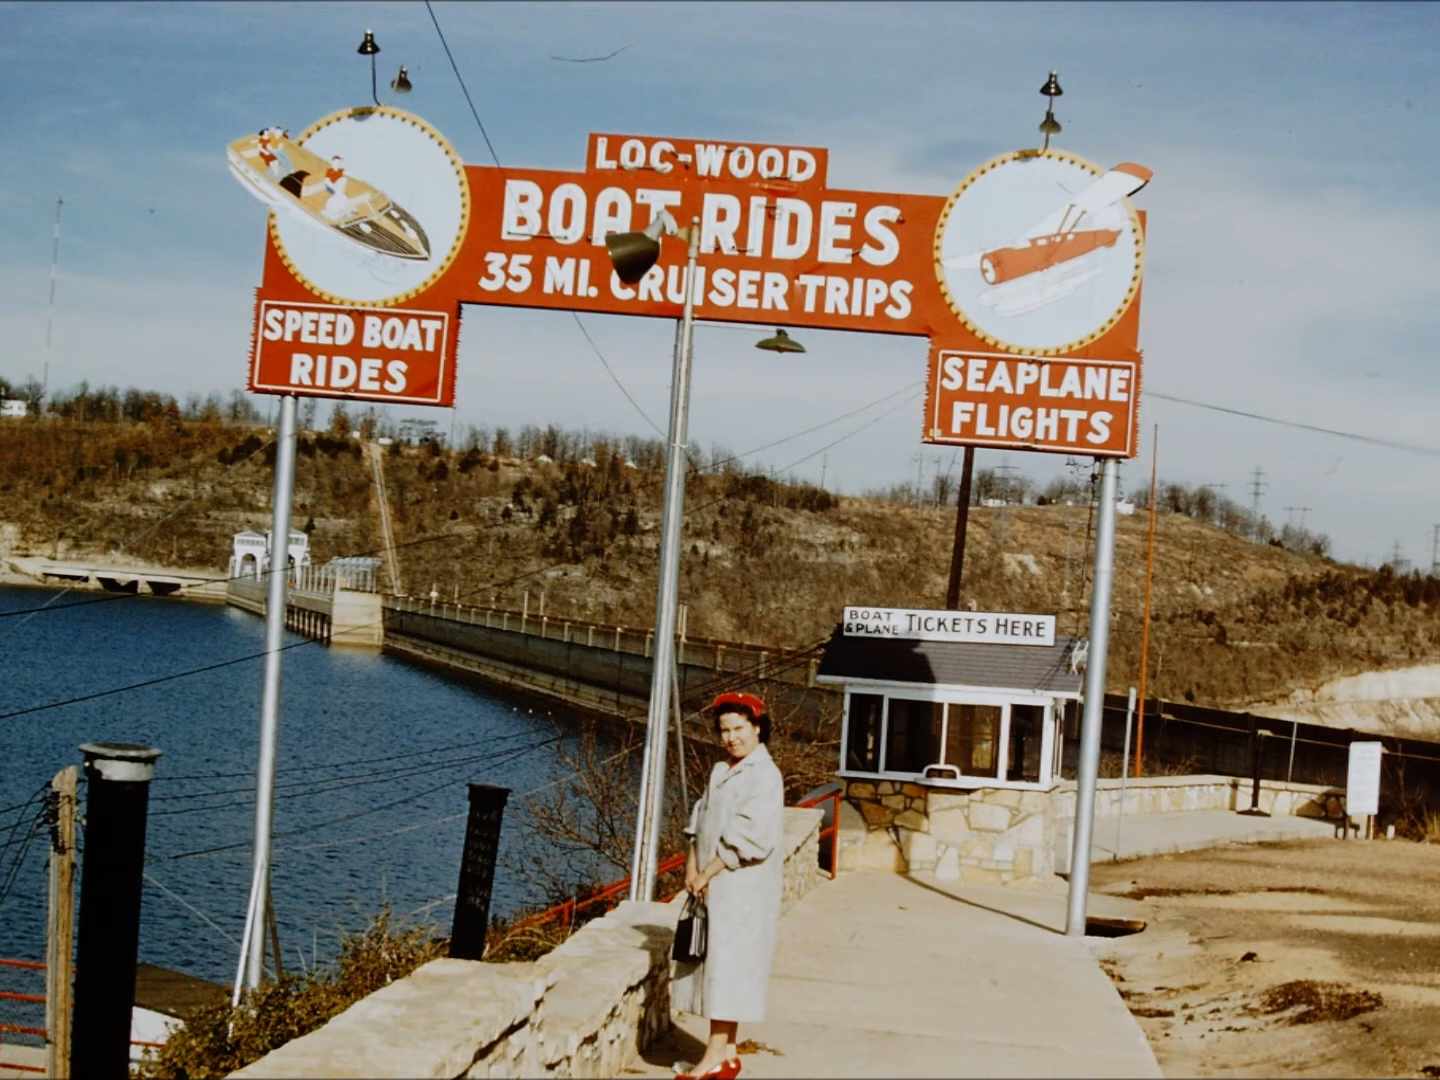 LOC-WOOD
BOAT RIDES
35 MI. CRUISER TRIPS
SPEED BOAT
RIDES
SEAPLANE
FLIGHTS
BOAT
& PLANE TICKETS HERE